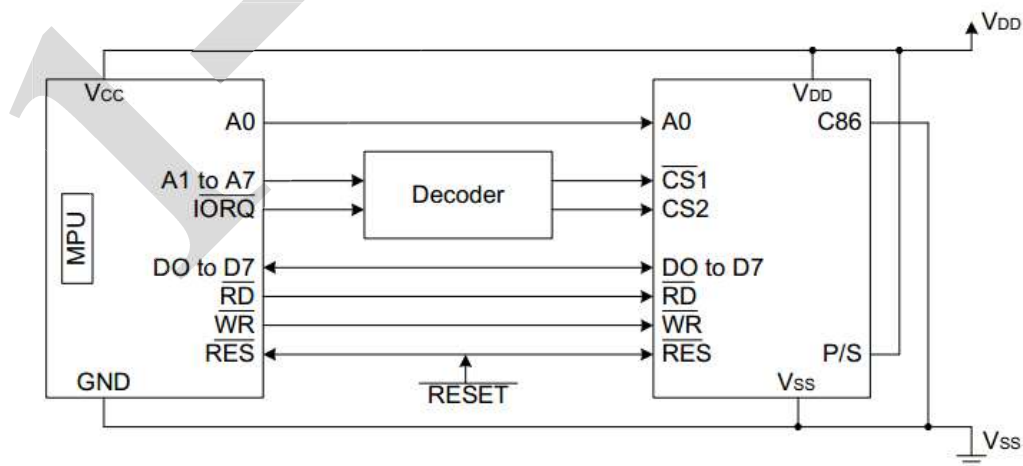 VDD
VCC
VDD
A0
A0
C86
A1 to A7
IORQ
Decoder
CS1
CS2
MPU
DO to D7
DO to D7
RD
RD
WR
WR
RES
RES
P/S
GND
RESET
VSS
VSS